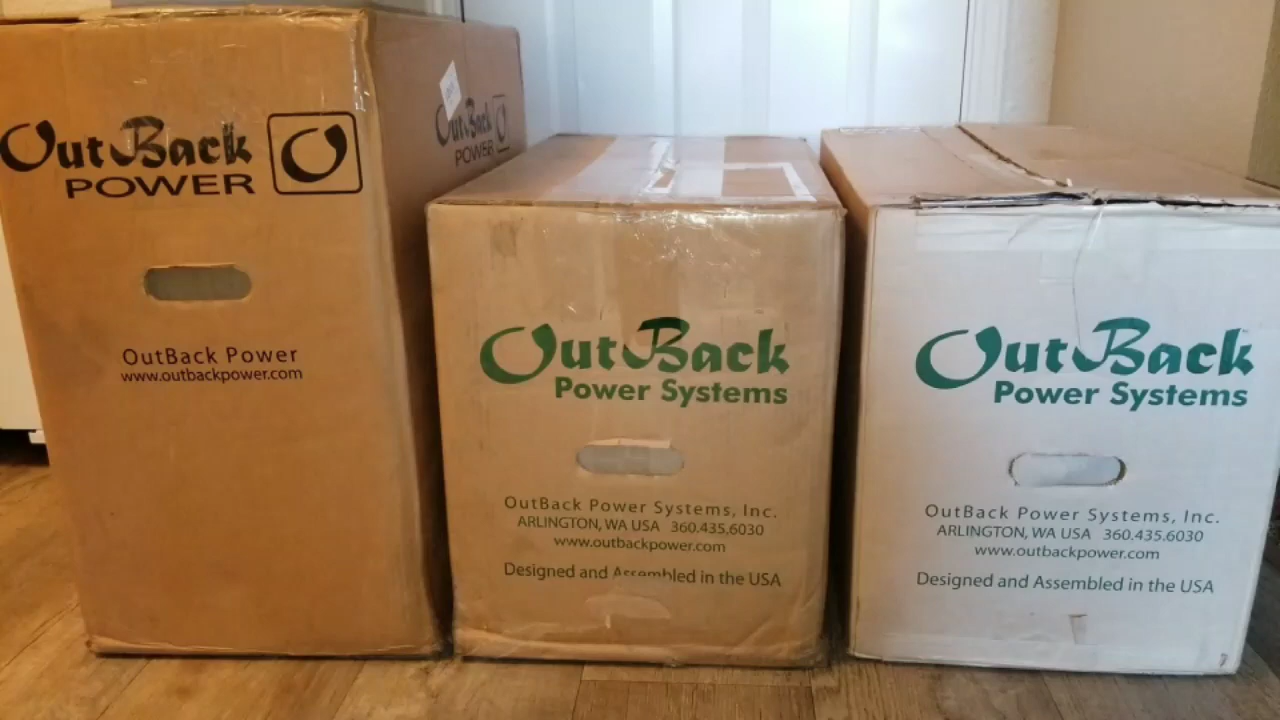 OutBack
POWER
OutBack Power
www.outbackpower.com
OutBack
POWER
OutBack
Power Systems
OutBack Power Systems, Inc.
ARLINGTON, WA USA 360.435.6030
www.outbackpower.com
Designed and Assembled in the USA
OutBack
Power Systems
OutBack Power Systems, Inc.
ARLINGTON, WA USA 360.435.6030
www.outbackpower.com
Designed and Assembled in the USA